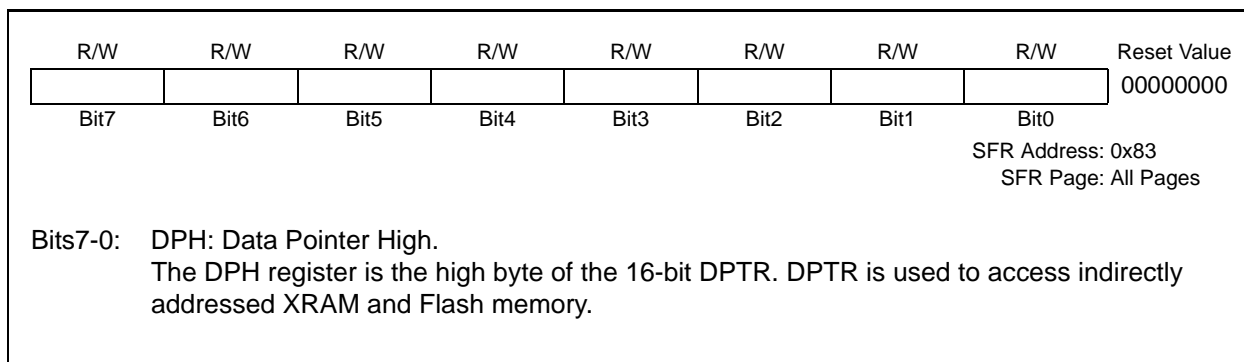 R/W R/W R/W R/W R/W R/W R/W R/W Reset Value
00000000
Bit7 Bit6 Bit5 Bit4 Bit3 Bit2 Bit1 Bit0
SFR Address: 0x83
SFR Page: All Pages
Bits7-0: DPH: Data Pointer High.
The DPH register is the high byte of the 16-bit DPTR. DPTR is used to access indirectly
addressed XRAM and Flash memory.